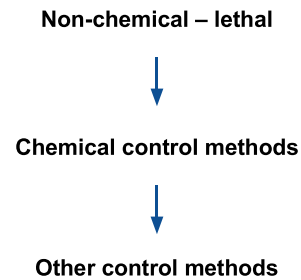 Non-chemical – lethal
Chemical control methods
Other control methods